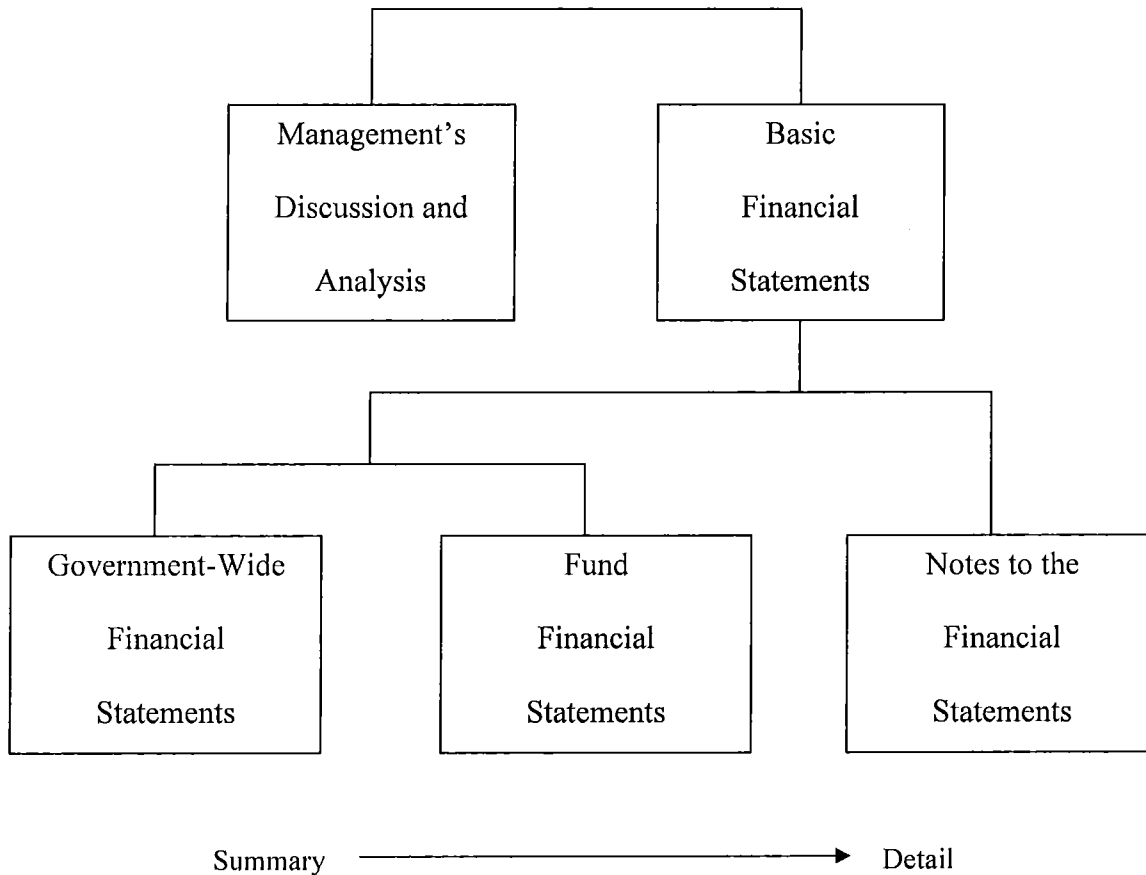 Management's
Discussion and
Analysis
Basic
Financial
Statements
Government-Wide
Financial
Statements
Fund
Financial
Statements
Notes to the
Financial
Statements
Summary
Detail